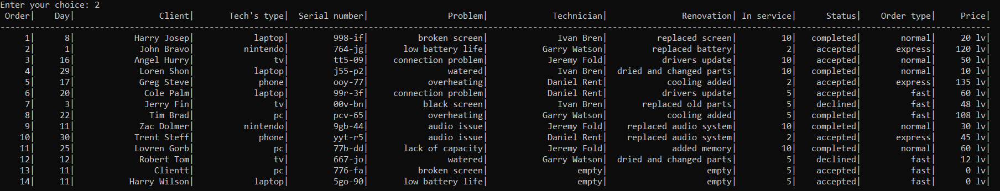 Enter your choice: 2
Order| Day| Client| Tech's type| Serial number| Problem| Technician| Renovation| In service| Status| Order type| Price|
----------------------------------------------------------------------------------------------------------------------------------------------------------------------------------------------------
1| 8| Harry Josep| laptop| 998-if| broken screen| Ivan Bren| replaced screen| 10| completed| normal| 20 lv|
2| 1| John Bravo| nintendo| 764-jg| low battery life| Garry Watson| replaced battery| 2| accepted| express| 120 lv|
3| 16| Angel Hurry| tv| tt5-09| connection problem| Jeremy Fold| drivers update| 10| accepted| normal| 50 lv|
4| 29| Loren Shon| laptop| j55-p2| watered| Ivan Bren| dried and changed parts| 10| completed| normal| 10 lv|
5| 17| Greg Steve| phone| ooy-77| overheating| Daniel Rent| cooling added| 2| accepted| express| 135 lv|
6| 20| Cole Palm| laptop| 99r-3f| connection problem| Daniel Rent| drivers update| 5| accepted| fast| 60 lv|
7| 3| Jerry Fin| tv| 00v-bn| black screen| Ivan Bren| replaced old parts| 5| declined| fast| 48 lv|
8| 22| Tim Brad| pc| pcv-65| overheating| Garry Watson| cooling added| 5| completed| fast| 108 lv|
9| 11| Zac Dolmer| nintendo| 9gb-44| audio issue| Jeremy Fold| replaced audio system| 10| completed| normal| 30 lv|
10| 30| Trent Steff| phone| yyt-r5| audio issue| Daniel Rent| replaced audio system| 2| accepted| express| 45 lv|
11| 25| Lovren Gorb| pc| 77b-dd| lack of capacity| Jeremy Fold| added memory| 10| completed| normal| 60 lv|
12| 12| Robert Tom| tv| 667-jo| watered| Garry Watson| dried and changed parts| 5| declined| fast| 12 lv|
13| 11| Clientt| pc| 776-fa| broken screen| empty| empty| 5| accepted| fast| 0 lv|
14| 11| Harry Wilson| laptop| 5go-90| low battery life| empty| empty| 5| accepted| fast| 0 lv|